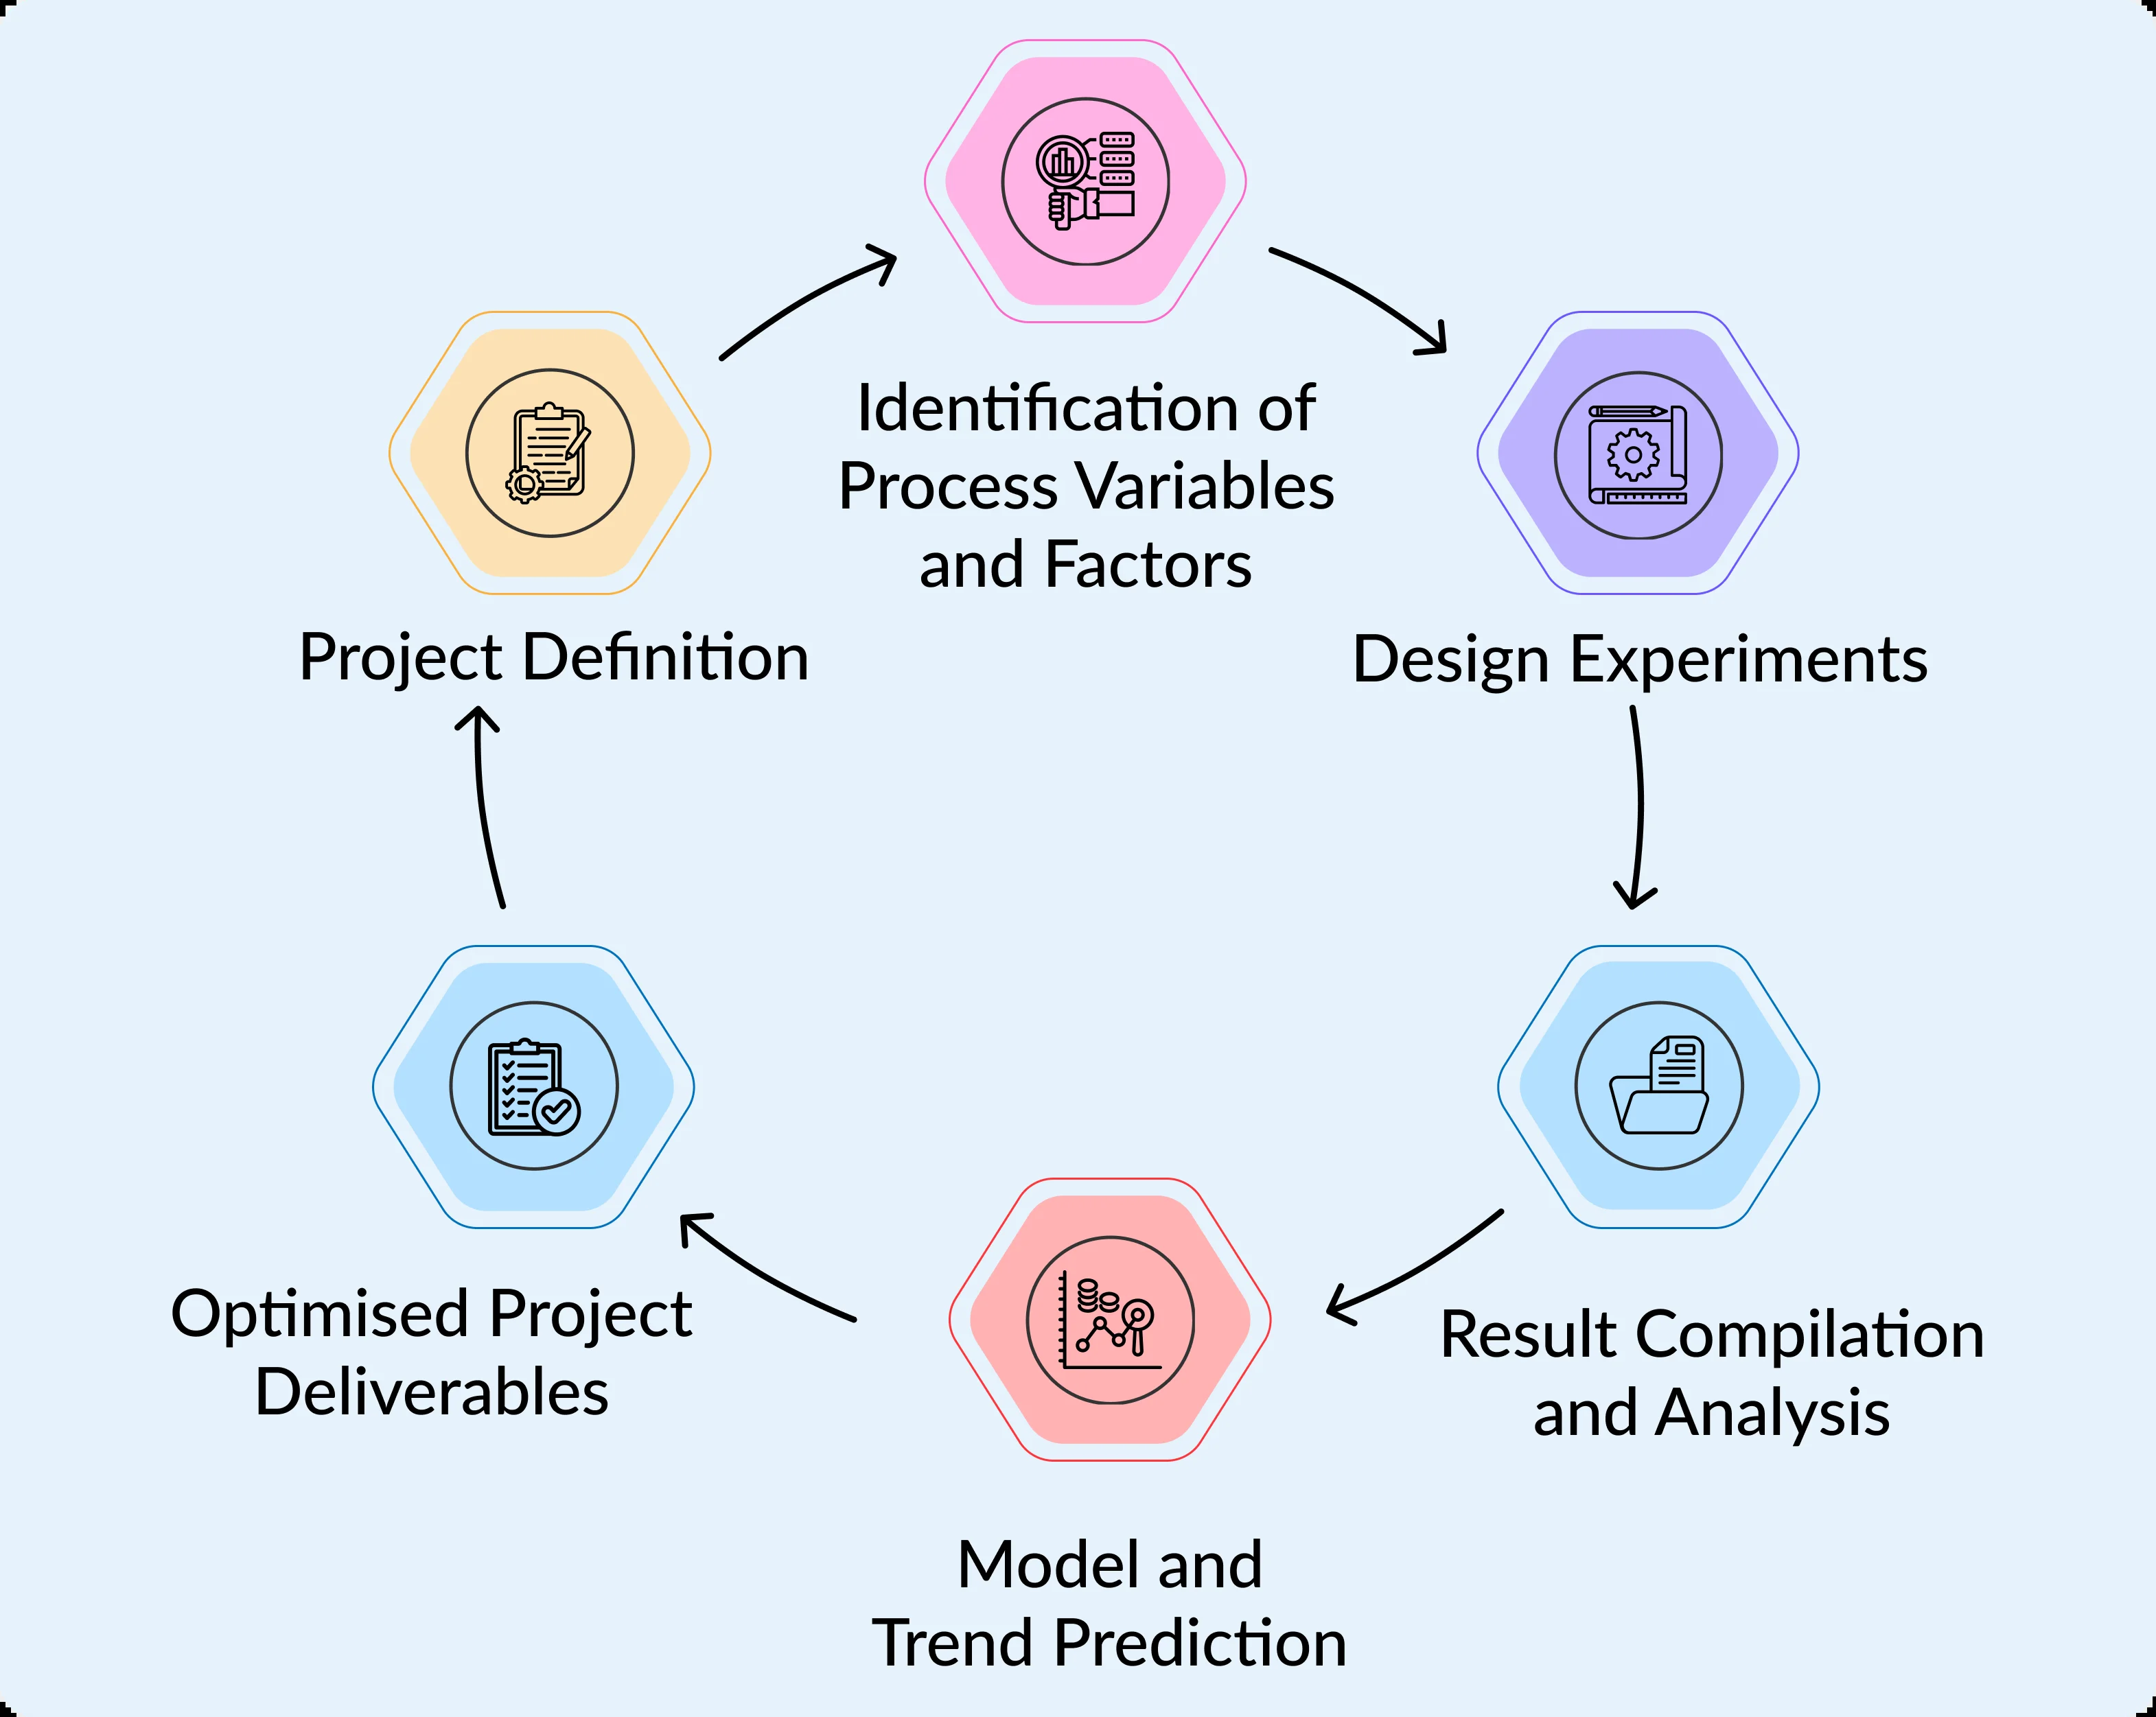 Identification of
Process Variables
and Factors
Project Definition
Design Experiments
Optimised Project
Deliverables
Result Compilation
and Analysis
Model and
Trend Prediction